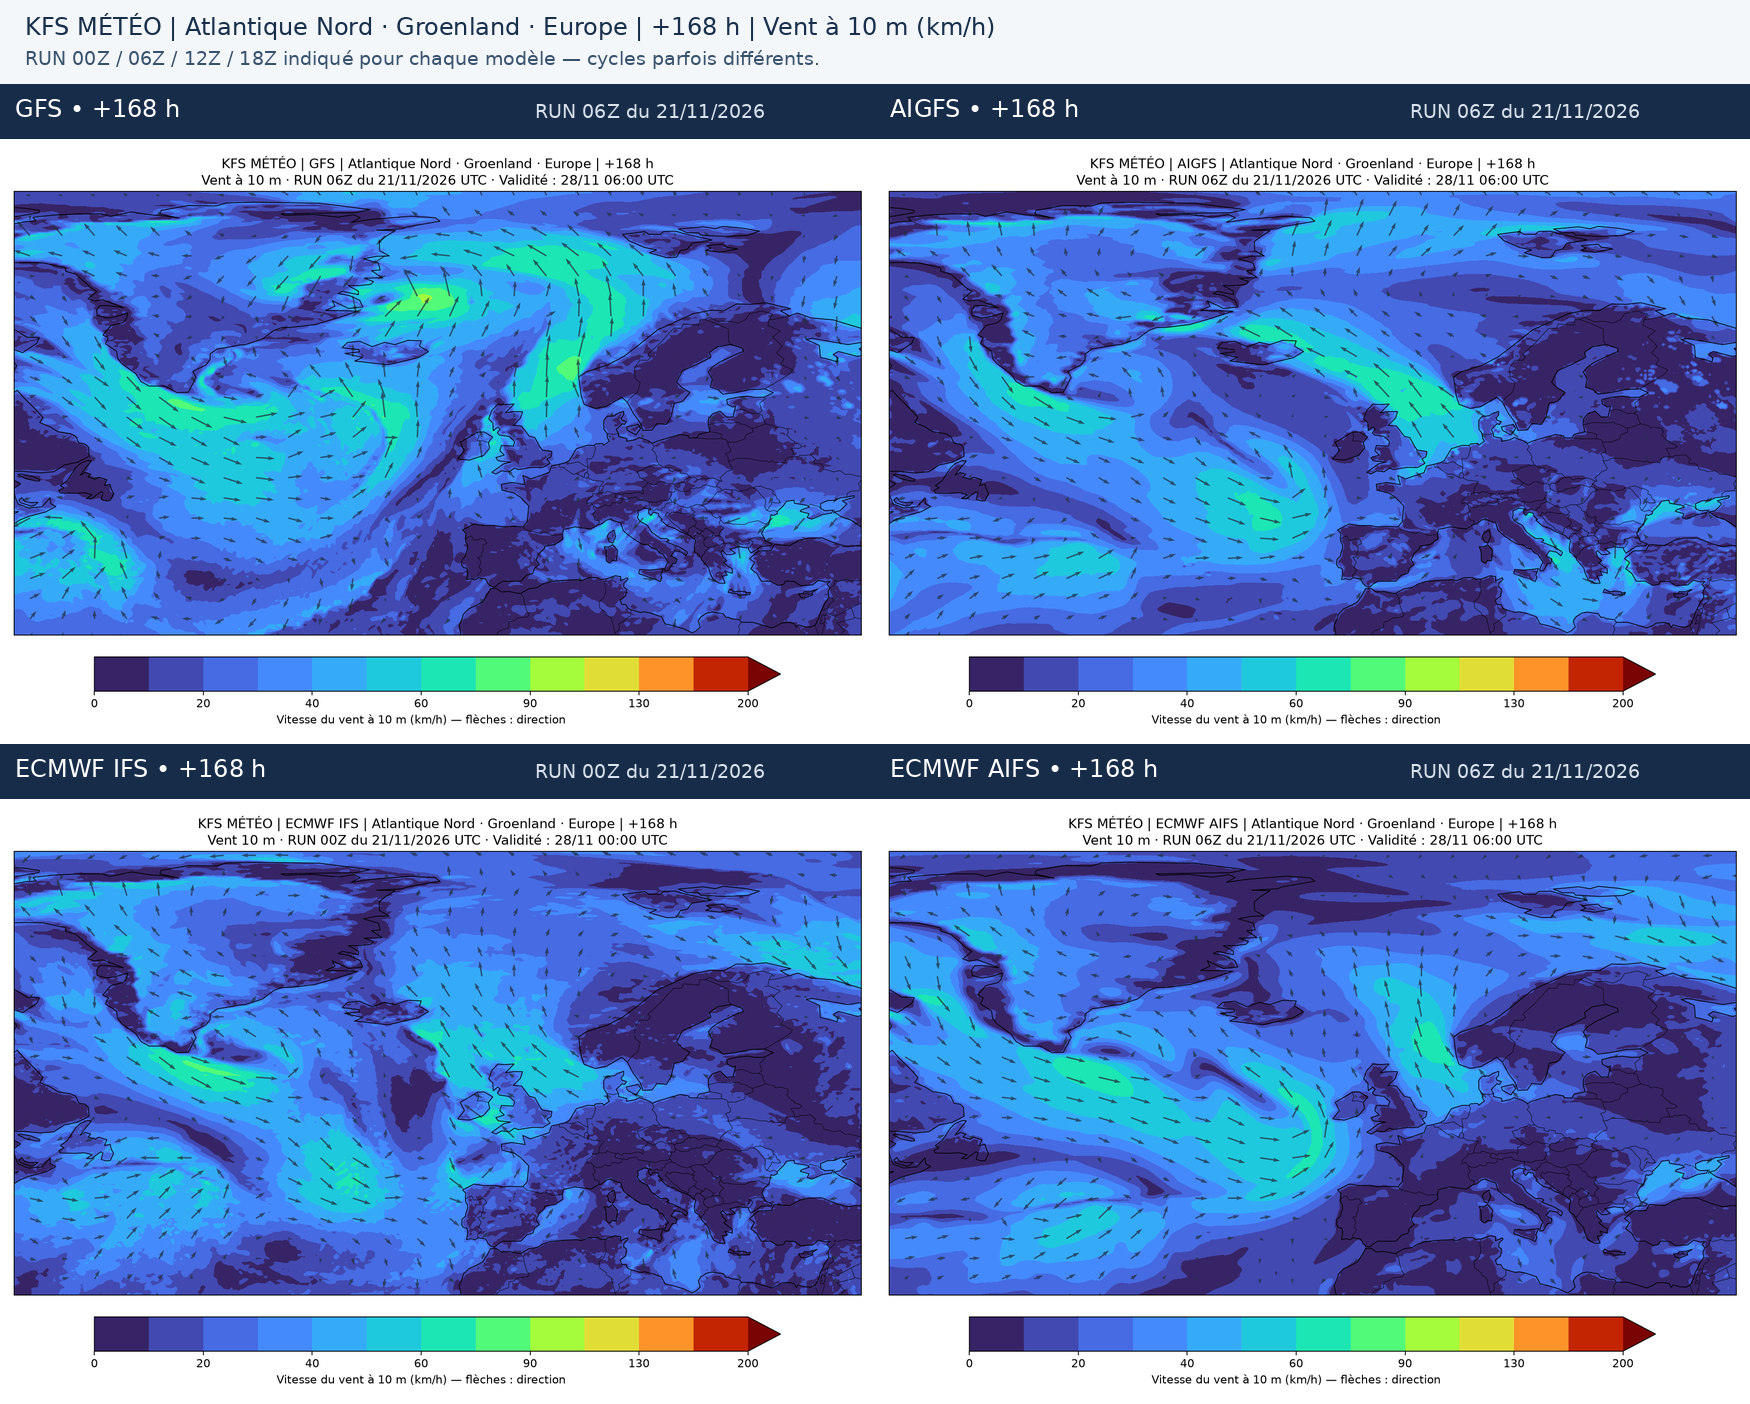 KFS MÉTÉO | Atlantique Nord · Groenland · Europe | +168 h | Vent à 10 m (km/h)
RUN 00Z / 06Z / 12Z / 18Z indiqué pour chaque modèle — cycles parfois différents.
GFS • +168 h
RUN 06Z du 21/11/2026
KFS MÉTÉO | GFS | Atlantique Nord · Groenland · Europe | +168 h
Vent à 10 m · RUN 06Z du 21/11/2026 UTC · Validité : 28/11 06:00 UTC
0 20 40 60 90 130 200
Vitesse du vent à 10 m (km/h) — flèches : direction
AIGFS • +168 h
RUN 06Z du 21/11/2026
KFS MÉTÉO | AIGFS | Atlantique Nord · Groenland · Europe | +168 h
Vent à 10 m · RUN 06Z du 21/11/2026 UTC · Validité : 28/11 06:00 UTC
0 20 40 60 90 130 200
Vitesse du vent à 10 m (km/h) — flèches : direction
ECMWF IFS • +168 h
RUN 00Z du 21/11/2026
KFS MÉTÉO | ECMWF IFS | Atlantique Nord · Groenland · Europe | +168 h
Vent 10 m · RUN 00Z du 21/11/2026 UTC · Validité : 28/11 00:00 UTC
0 20 40 60 90 130 200
Vitesse du vent à 10 m (km/h) — flèches : direction
ECMWF AIFS • +168 h
RUN 06Z du 21/11/2026
KFS MÉTÉO | ECMWF AIFS | Atlantique Nord · Groenland · Europe | +168 h
Vent 10 m · RUN 06Z du 21/11/2026 UTC · Validité : 28/11 06:00 UTC
0 20 40 60 90 130 200
Vitesse du vent à 10 m (km/h) — flèches : direction